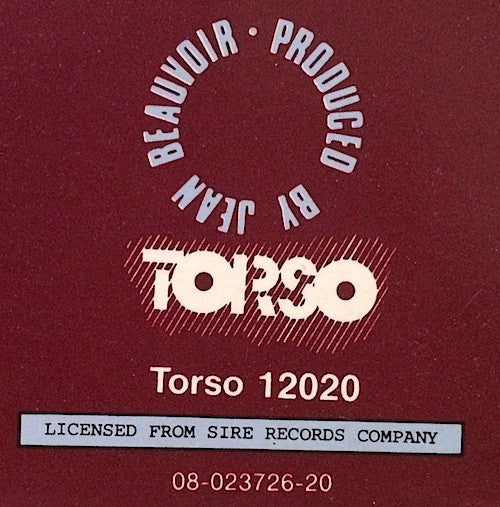 PRODUCED BY JEAN BEAUVOIR ·
TORSO
Torso 12020
LICENSED FROM SIRE RECORDS COMPANY
08-023726-20